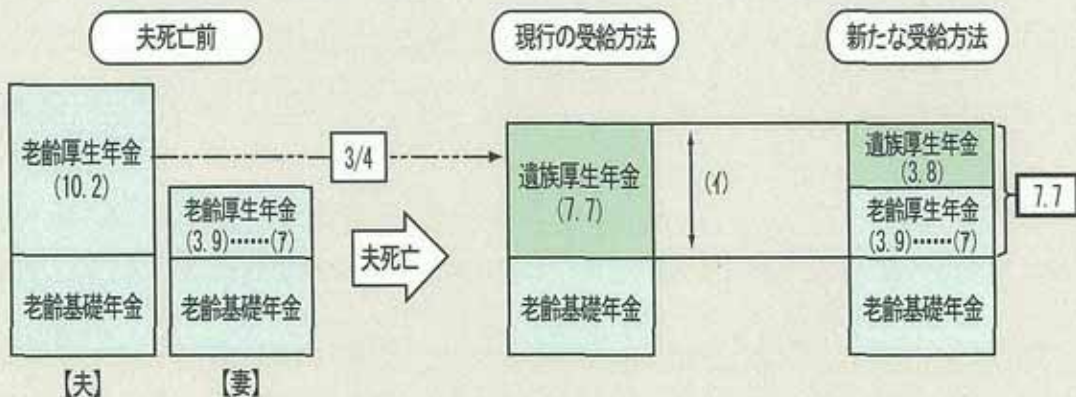 夫死亡前
現行の受給方法
新たな受給方法
老齢厚生年金
(10.2)
3/4
老齢厚生年金
(3.9)……(ｱ)
夫死亡
遺族厚生年金
(7.7)
(ｲ)
遺族厚生年金
(3.8)
老齢厚生年金
(3.9)……(ｱ)
7.7
老齢基礎年金
老齢基礎年金
老齢基礎年金
老齢基礎年金
【夫】
【妻】